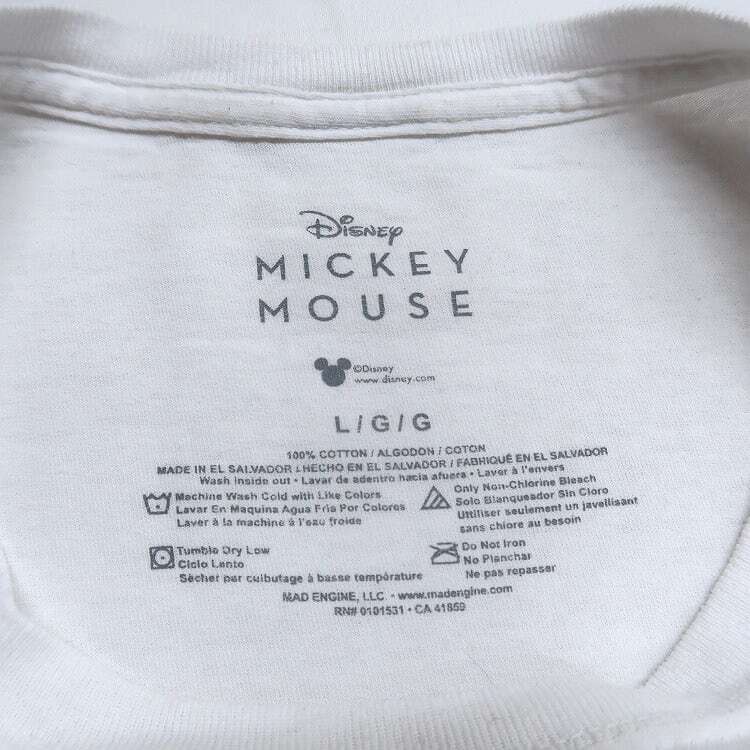 Disney
MICKEY
MOUSE
©Disney
www.disney.com
L / G / G
100% COTTON / ALGODON / COTON
MADE IN EL SALVADOR / HECHO EN EL SALVADOR / FABRIQUÉ EN EL SALVADOR
Wash inside out • Lavar de adentro hacia afuera • Laver à l'envers
Machine Wash Cold with Like Colors
Lavar En Maquina Agua Fria Por Colores
Laver à la machine à l'eau froide
Only Non-Chlorine Bleach
Solo Blanqueador Sin Cloro
Uttiliser seulement un javellisant
sans chlore au besoin
Tumble Dry Low
Ciclo Lento
Sècher par culbutage à basse température
Do Not Iron
No Planchar
Ne pas repasser
MAD ENGINE, LLC. • www.madengine.com
RN# 0101531 • CA 41859